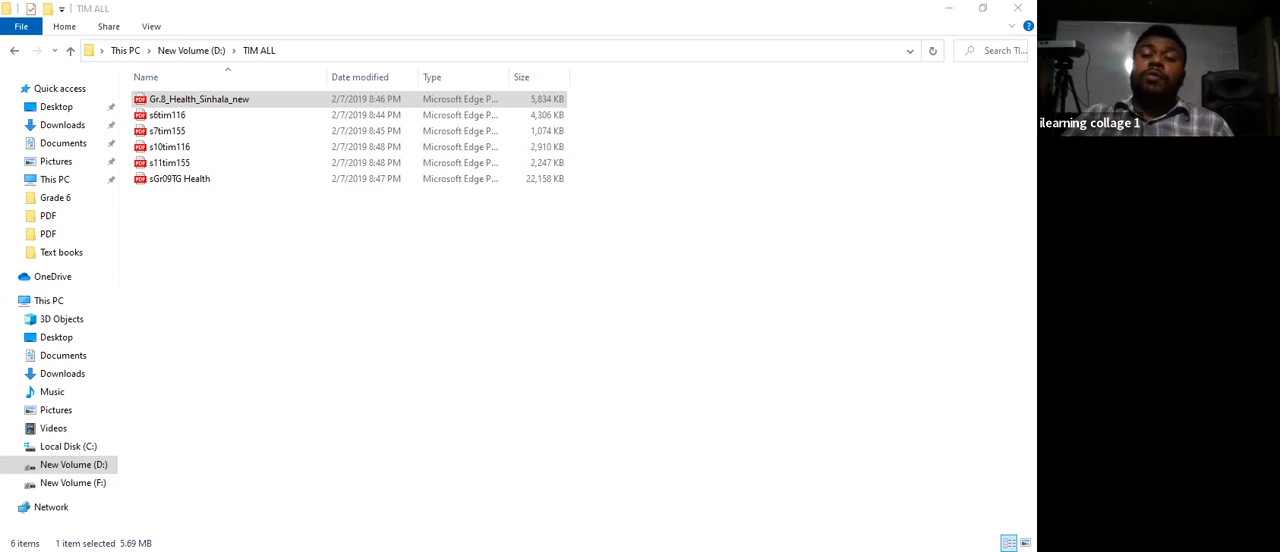 TIM ALL
File Home Share View
This PC New Volume (D:) TIM ALL Search TI...
Name Date modified Type Size
Gr.8_Health_Sinhala_new 2/7/2019 8:46 PM Microsoft Edge P... 5,834 KB
s6tim116 2/7/2019 8:44 PM Microsoft Edge P... 4,306 KB
s7tim155 2/7/2019 8:45 PM Microsoft Edge P... 1,074 KB
s10tim116 2/7/2019 8:48 PM Microsoft Edge P... 2,910 KB
s11tim155 2/7/2019 8:48 PM Microsoft Edge P... 2,247 KB
sGr09TG Health 2/7/2019 8:47 PM Microsoft Edge P... 22,158 KB
Quick access
Desktop
Downloads
Documents
Pictures
This PC
Grade 6
PDF
PDF
Text books
OneDrive
This PC
3D Objects
Desktop
Documents
Downloads
Music
Pictures
Videos
Local Disk (C:)
New Volume (D:)
New Volume (F:)
Network
6 items 1 item selected 5.69 MB
ilearning collage 1